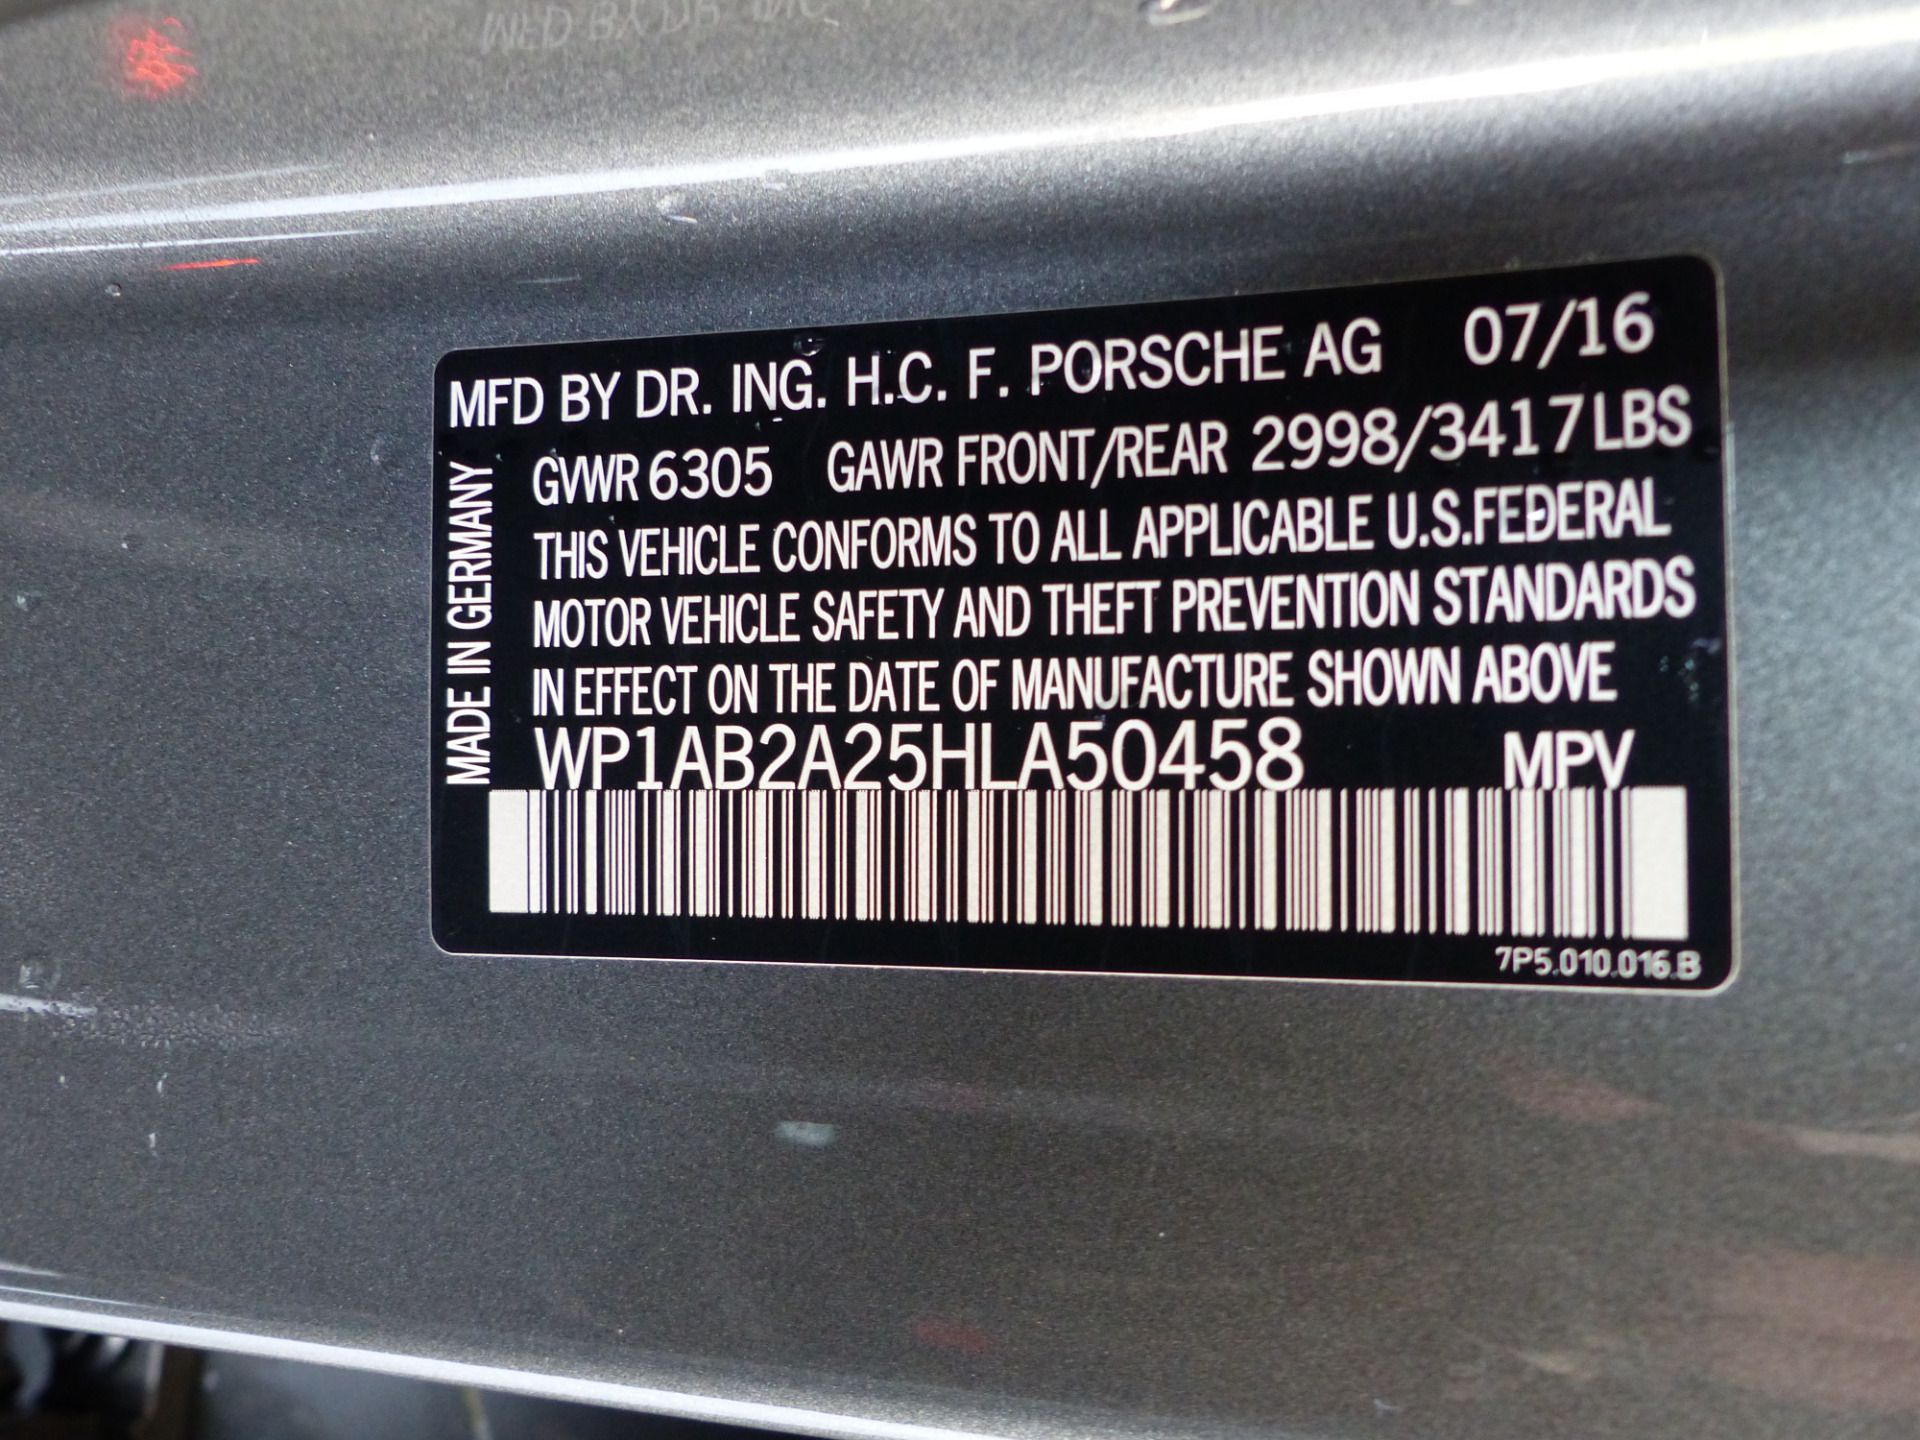 MFD BY DR. ING. H.C. F. PORSCHE AG 07/16
GVWR 6305 GAWR FRONT/REAR 2998/3417 LBS
THIS VEHICLE CONFORMS TO ALL APPLICABLE U.S.FEDERAL
MOTOR VEHICLE SAFETY AND THEFT PREVENTION STANDARDS
IN EFFECT ON THE DATE OF MANUFACTURE SHOWN ABOVE
WP1AB2A25HLA50458 MPV
MADE IN GERMANY
7P5.010.016.B